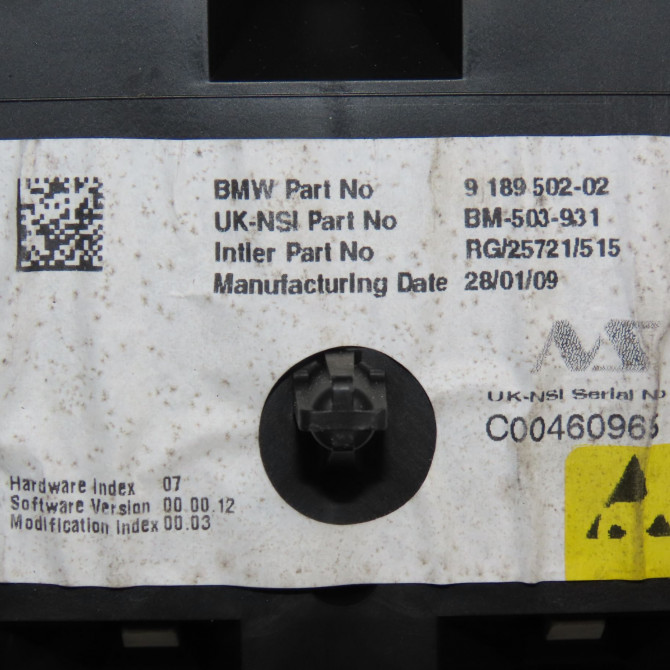 BMW Part No 9 189 502-02
UK-NSI Part No BM-503-931
Intier Part No RG/25721/515
Manufacturing Date 28/01/09
UK-NSI Serial No
C00460965
Hardware Index 07
Software Version 00.00.12
Modification Index 00.03